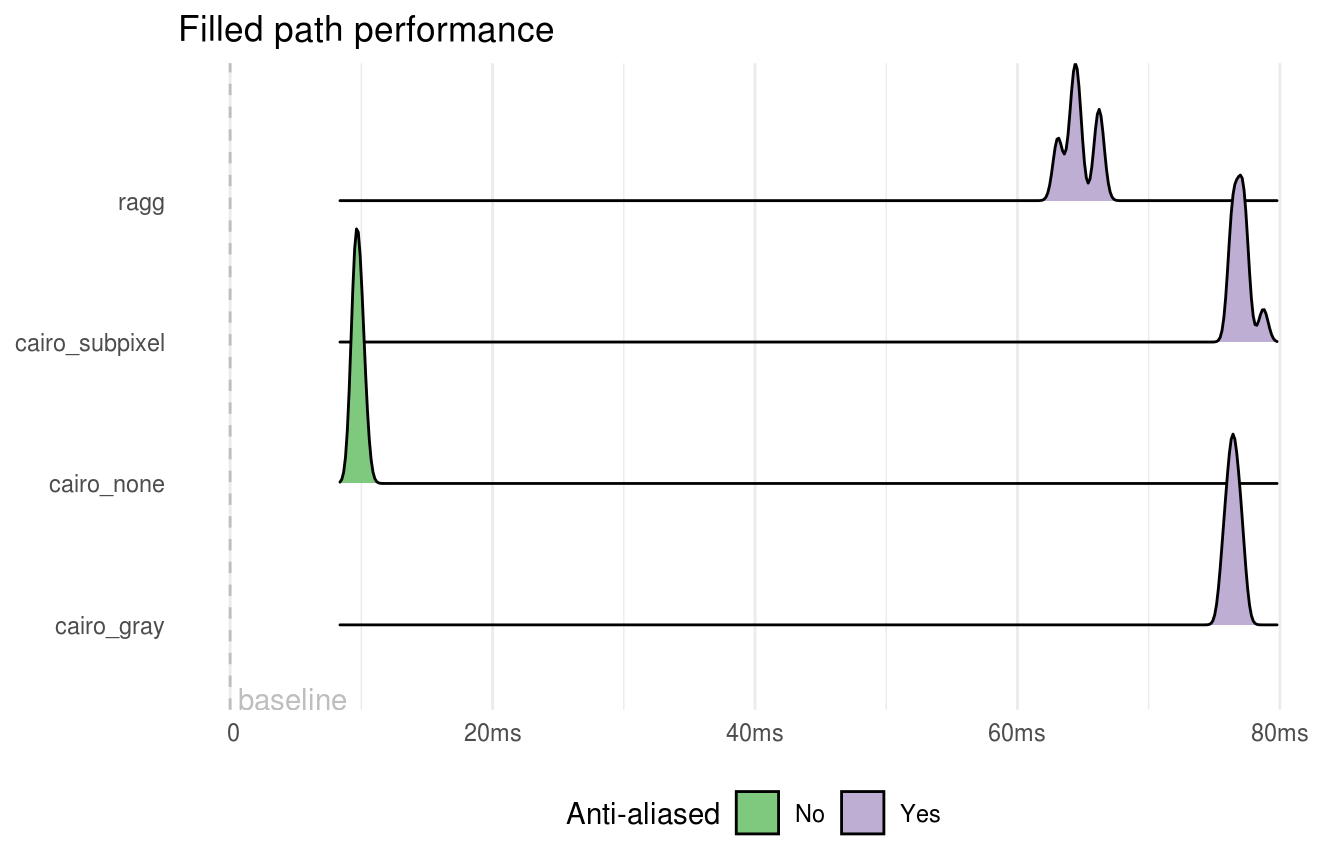 Filled path performance
ragg
cairo_subpixel
cairo_none
cairo_gray
baseline
0 20ms 40ms 60ms 80ms
Anti-aliased No Yes